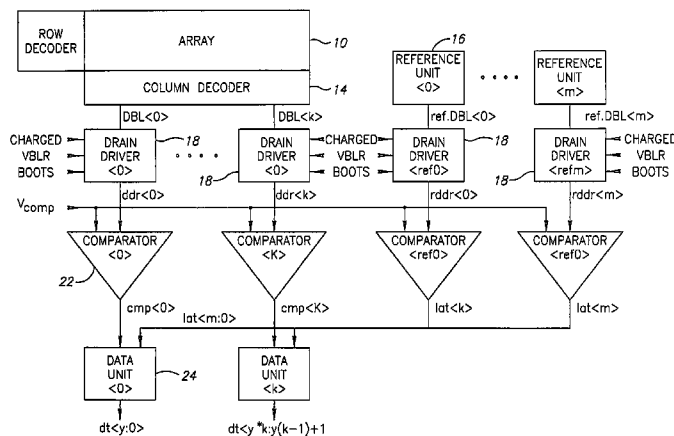 ROW
DECODER
ARRAY
10
COLUMN DECODER
14
16
REFERENCE
UNIT
<0>
REFERENCE
UNIT
<m>
DBL<0>
DBL<k>
ref.DBL<0>
ref.DBL<m>
CHARGED
VBLR
BOOTS
DRAIN
DRIVER
<0>
18
DRAIN
DRIVER
<0>
18
CHARGED
VBLR
BOOTS
DRAIN
DRIVER
<ref0>
18
DRAIN
DRIVER
<refm>
18
CHARGED
VBLR
BOOTS
ddr<0>
ddr<k>
rddr<0>
rddr<m>
Vcomp
COMPARATOR
<0>
22
COMPARATOR
<K>
COMPARATOR
<ref0>
COMPARATOR
<ref0>
cmp<0>
cmp<K>
lat<k>
lat<m>
lat<m:0>
DATA
UNIT
<0>
24
DATA
UNIT
<k>
dt<y:0>
dt<y*k:y(k-1)+1